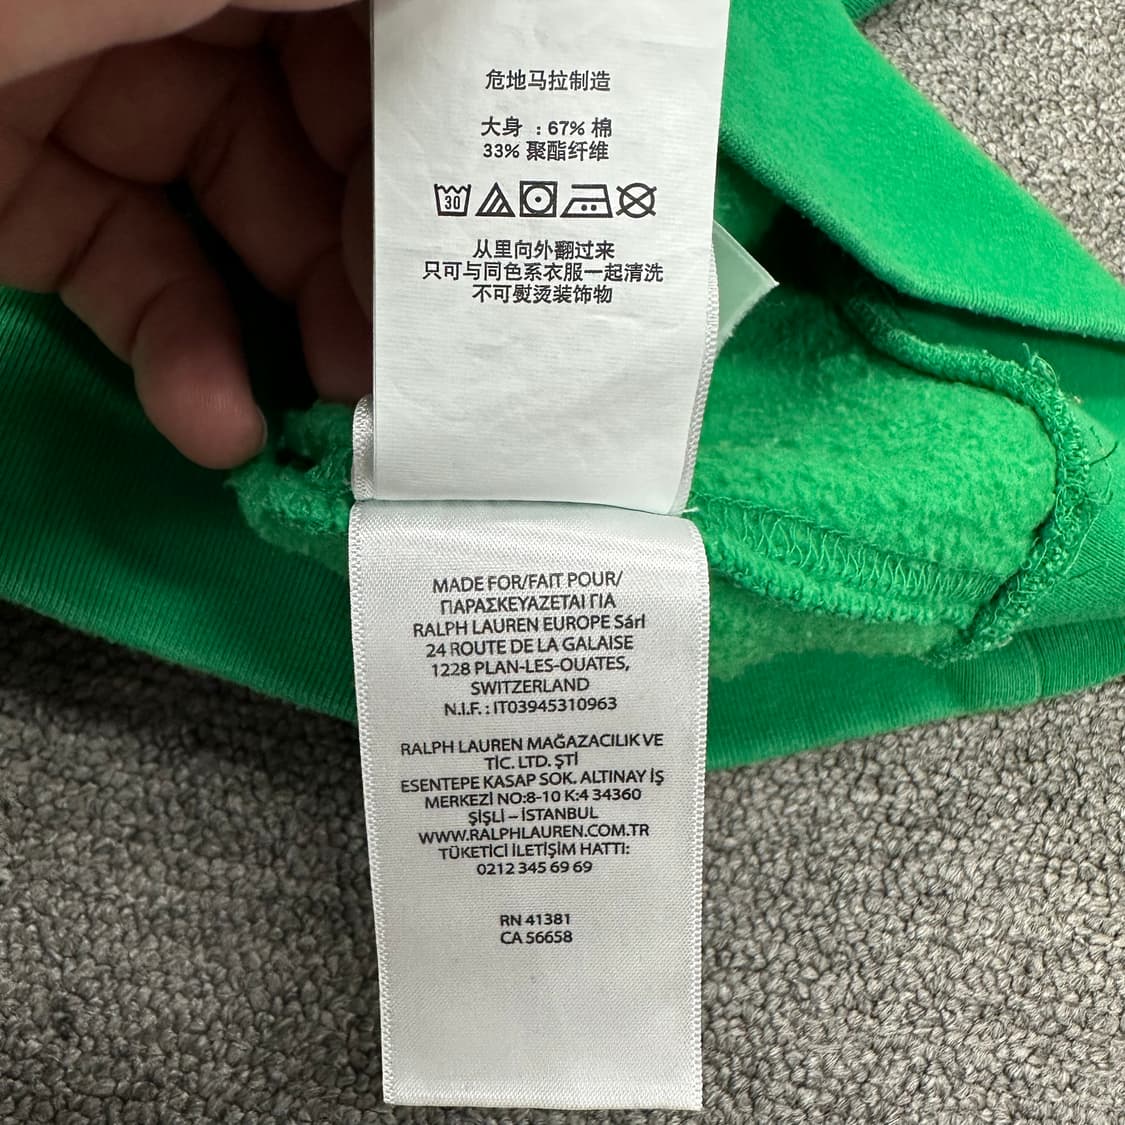 危地马拉制造
大身 : 67% 棉
33% 聚酯纤维
30
从里向外翻过来
只可与同色系衣服一起清洗
不可熨烫装饰物
MADE FOR/FAIT POUR/
ΠΑΡΑΣΚΕΥΑΖΕΤΑΙ ΓΙΑ
RALPH LAUREN EUROPE Sárl
24 ROUTE DE LA GALAISE
1228 PLAN-LES-OUATES,
SWITZERLAND
N.I.F. : IT03945310963
RALPH LAUREN MAĞAZACILIK VE
TİC. LTD. ŞTİ
ESENTEPE KASAP SOK. ALTINAY İŞ
MERKEZİ NO:8-10 K:4 34360
ŞİŞLİ – İSTANBUL
WWW.RALPHLAUREN.COM.TR
TÜKETİCİ İLETİŞİM HATTI:
0212 345 69 69
RN 41381
CA 56658